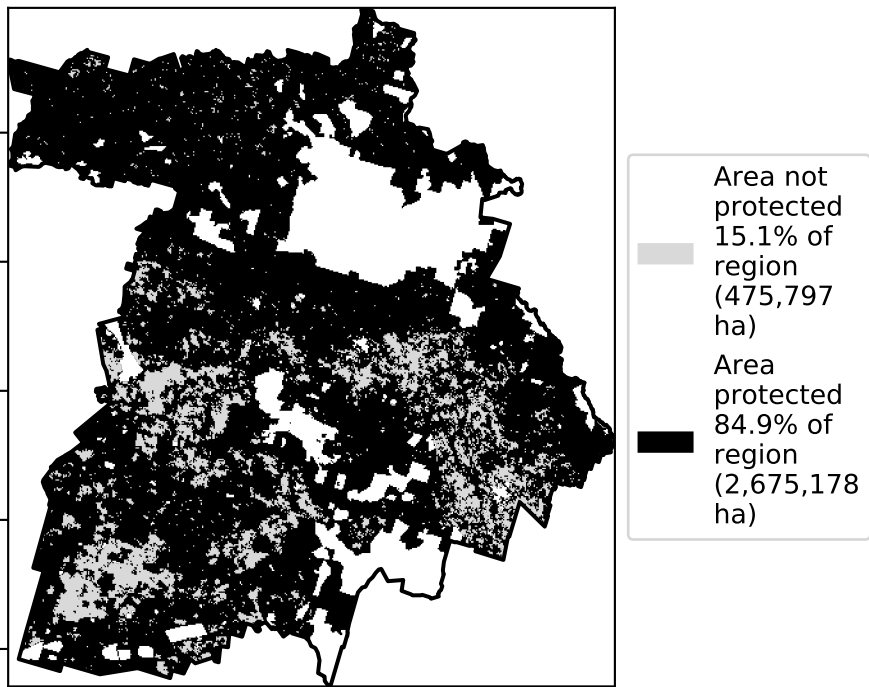 Area not
protected
15.1% of
region
(475,797
ha)
Area
protected
84.9% of
region
(2,675,178
ha)